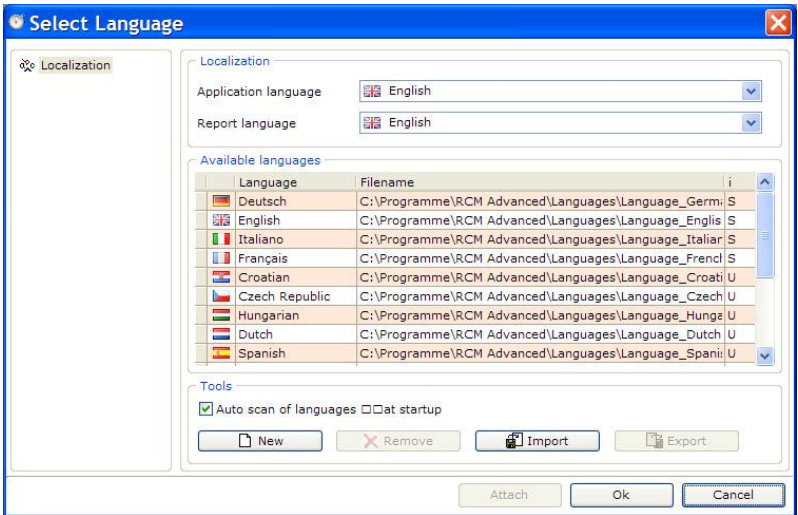 Select Language
Localization
Localization
Application language English
Report language English
Available languages
Language Filename i
Deutsch C:\Programme\RCM Advanced\Languages\Language_Germa S
English C:\Programme\RCM Advanced\Languages\Language_Englis S
Italiano C:\Programme\RCM Advanced\Languages\Language_Italian S
Français C:\Programme\RCM Advanced\Languages\Language_French S
Croatian C:\Programme\RCM Advanced\Languages\Language_Croati U
Czech Republic C:\Programme\RCM Advanced\Languages\Language_Czech U
Hungarian C:\Programme\RCM Advanced\Languages\Language_Hunga U
Dutch C:\Programme\RCM Advanced\Languages\Language_Dutch U
Spanish C:\Programme\RCM Advanced\Languages\Language_Spani U
Tools
Auto scan of languages □□at startup
New Remove Import Export
Attach Ok Cancel